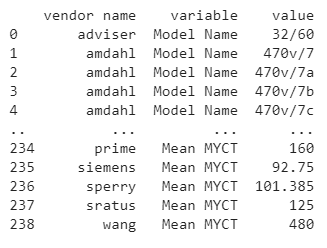 vendor name variable value
0 adviser Model Name 32/60
1 amdahl Model Name 470v/7
2 amdahl Model Name 470v/7a
3 amdahl Model Name 470v/7b
4 amdahl Model Name 470v/7c
.. ... ... ...
234 prime Mean MYCT 160
235 siemens Mean MYCT 92.75
236 sperry Mean MYCT 101.385
237 sratus Mean MYCT 125
238 wang Mean MYCT 480